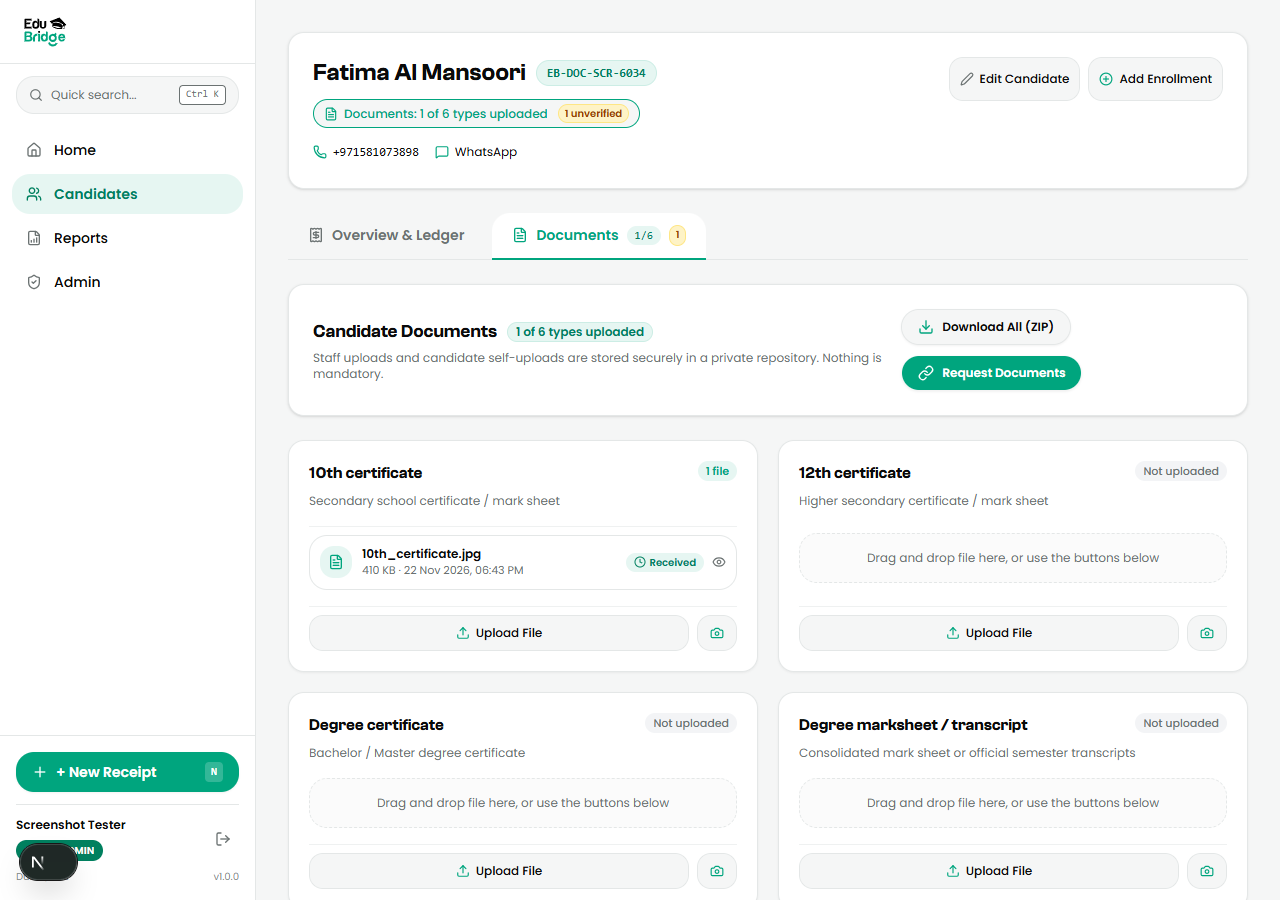 Edu
Bridge
Quick search...
Ctrl K
Home
Candidates
Reports
Admin
+ New Receipt
N
Screenshot Tester
MIN
N
v1.0.0
Fatima Al Mansoori
EB-DOC-SCR-6034
Edit Candidate
Add Enrollment
Documents: 1 of 6 types uploaded
1 unverified
+971581073898
WhatsApp
Overview & Ledger
Documents
1/6
1
Candidate Documents
1 of 6 types uploaded
Staff uploads and candidate self-uploads are stored securely in a private repository. Nothing is
mandatory.
Download All (ZIP)
Request Documents
10th certificate
1 file
Secondary school certificate / mark sheet
10th_certificate.jpg
410 KB · 22 Nov 2026, 06:43 PM
Received
Upload File
12th certificate
Not uploaded
Higher secondary certificate / mark sheet
Drag and drop file here, or use the buttons below
Upload File
Degree certificate
Not uploaded
Bachelor / Master degree certificate
Drag and drop file here, or use the buttons below
Upload File
Degree marksheet / transcript
Not uploaded
Consolidated mark sheet or official semester transcripts
Drag and drop file here, or use the buttons below
Upload File